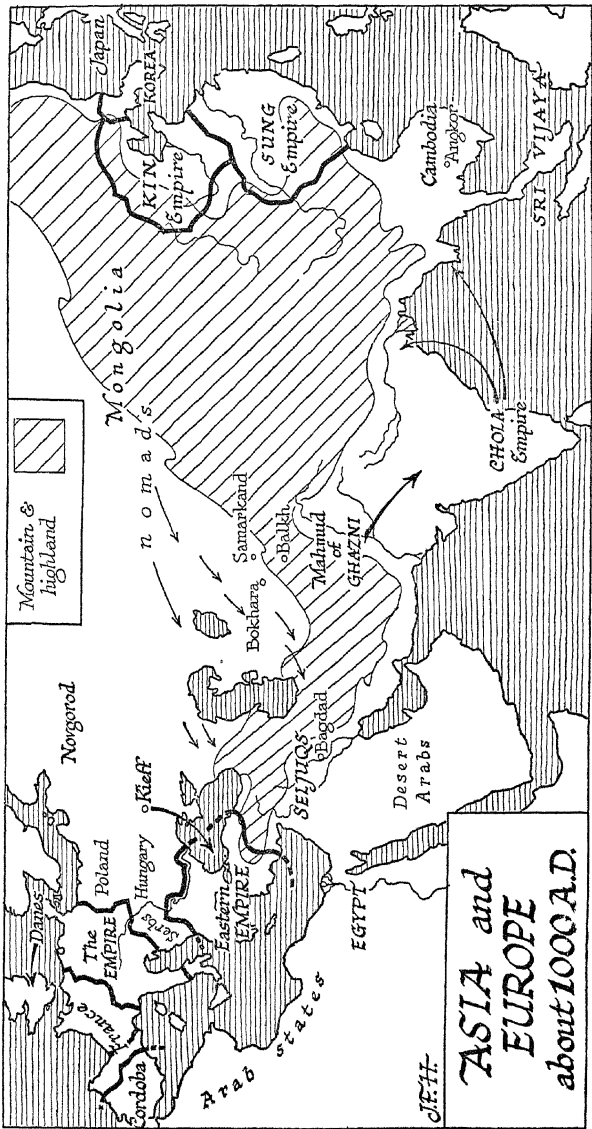 Mountain &
highland
Japan
KOREA
KIN
Empire
SUNG
Empire
Mongolia
nomads
Cambodia
Angkor
SRI VIJAYA
CHOLA
Empire
Samarkand
Bokhara
Balkh
Mahmud
of
GHAZNI
Novgorod
Kieff
Danes
Poland
Hungary
The
EMPIRE
Serbs
France
Cordoba
Eastern
EMPIRE
SELJUQS
Bagdad
Desert
Arabs
EGYPT
Arab states
J.F.H.
ASIA and
EUROPE
about 1000 A.D.